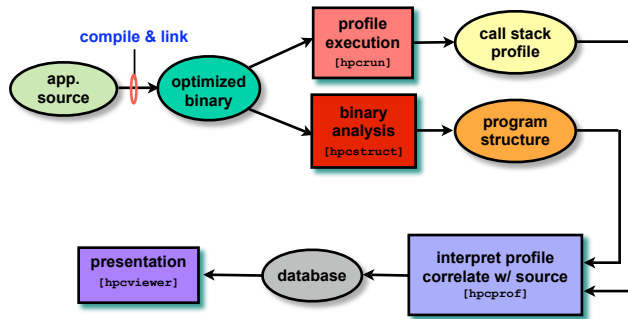 compile & link
app.
source
optimized
binary
profile
execution
[hpcrun]
call stack
profile
binary
analysis
[hpcstruct]
program
structure
presentation
[hpcviewer]
database
interpret profile
correlate w/ source
[hpcprof]